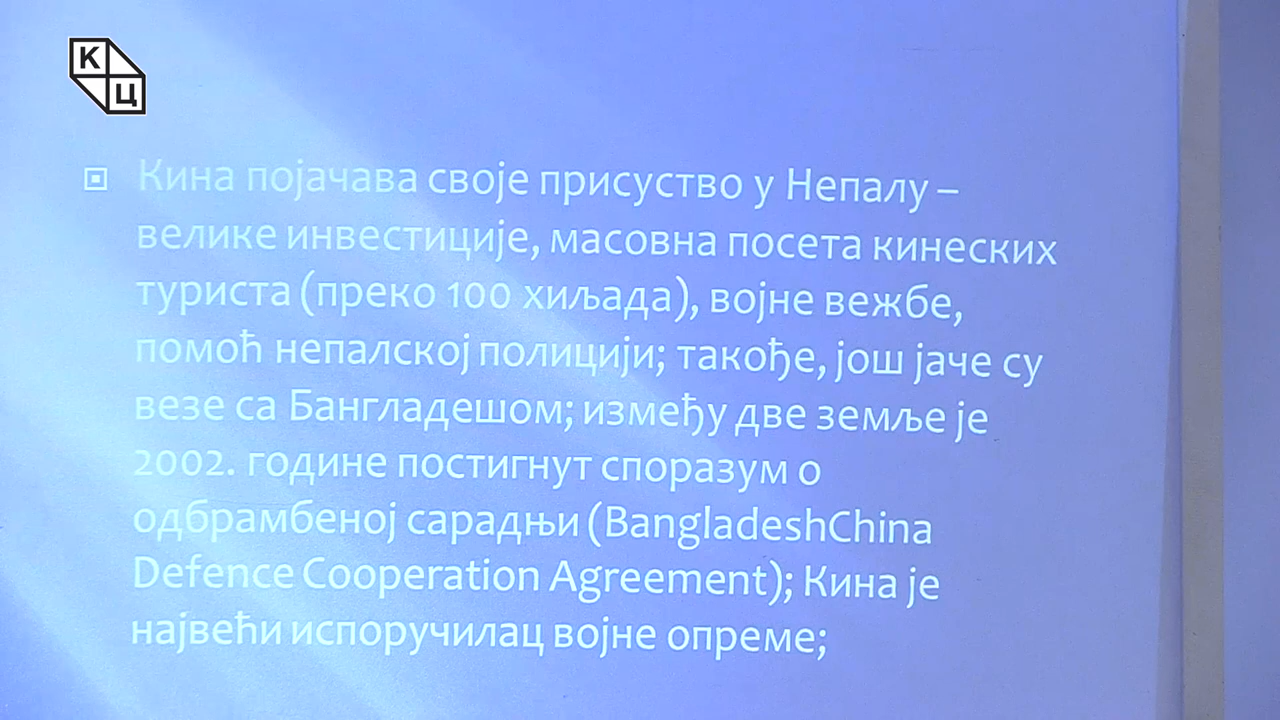 К
Ц
Кина појачава своје присуство у Непалу –
велике инвестиције, масовна посета кинеских
туриста (преко 100 хиљада), војне вежбе,
помоћ непалској полицији; такође, још јаче су
везе са Бангладешом; између две земље је
2002. године постигнут споразум о
одбрамбеној сарадњи (BangladeshChina
Defence Cooperation Agreement); Кина је
највећи испоручилац војне опреме;